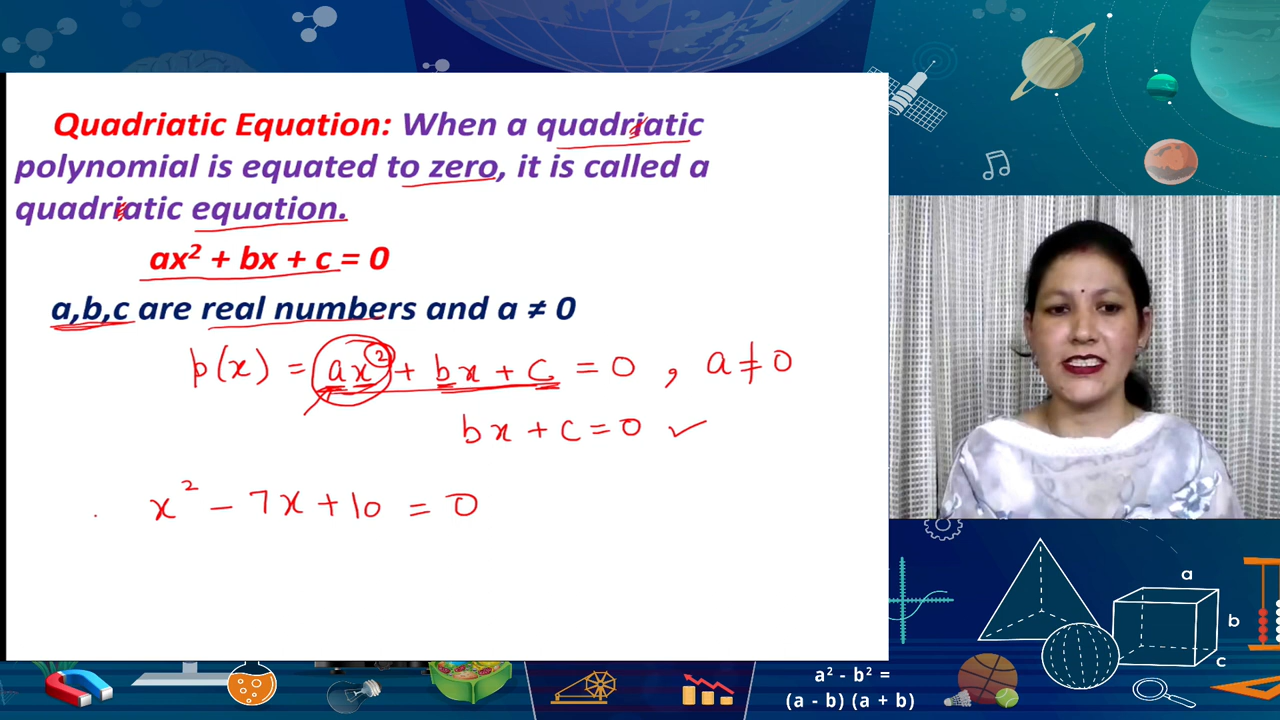 Quadriatic Equation: When a quadriatic
polynomial is equated to zero, it is called a
quadriatic equation.
ax² + bx + c = 0
a,b,c are real numbers and a ≠ 0
p(x) = ax² + bx + c = 0 , a ≠ 0
bx + c = 0 ✓
x² - 7x + 10 = 0
a
b
c
a² - b² =
(a - b) (a + b)